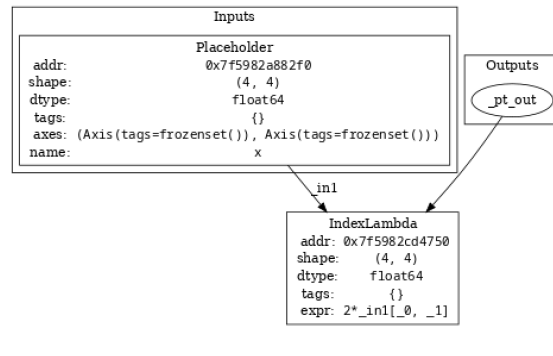 Inputs
Placeholder
addr: 0x7f5982a882f0
shape: (4, 4)
dtype: float64
tags: {}
axes: (Axis(tags=frozenset()), Axis(tags=frozenset()))
name: x
Outputs
_pt_out
_in1
IndexLambda
addr: 0x7f5982cd4750
shape: (4, 4)
dtype: float64
tags: {}
expr: 2*_in1[_0, _1]